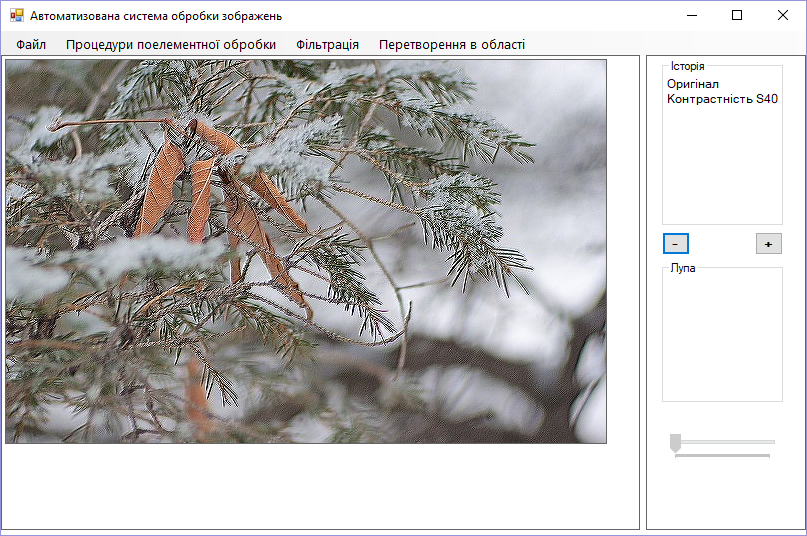 Автоматизована система обробки зображень
Файл Процедури поелементної обробки Фільтрація Перетворення в області
Історія
Оригінал
Контрастність S40
- +
Лупа